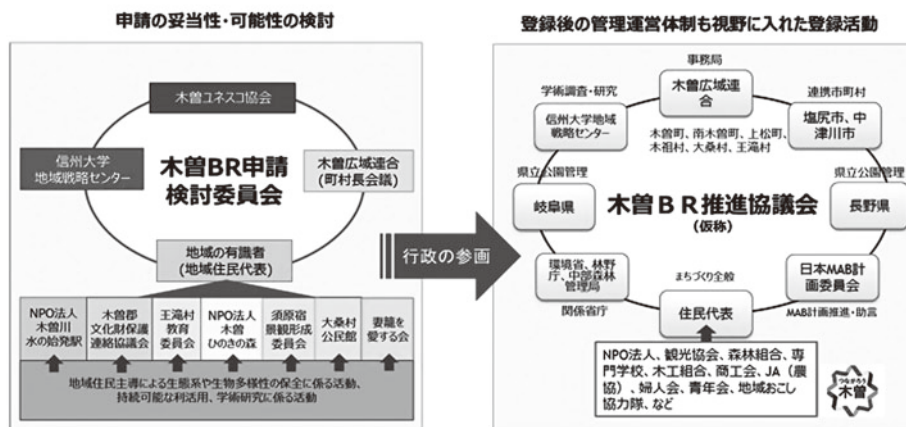 申請の妥当性・可能性の検討
木曽ユネスコ協会
信州大学
地域戦略センター
木曽BR申請
検討委員会
木曽広域連合
(町村長会議)
地域の有識者
(地域住民代表)
NPO法人
木曽川
水の始発駅
木曽郡
文化財保護
連絡協議会
王滝村
教育
委員会
NPO法人
木曽
ひのきの森
須原宿
景観形成
委員会
大桑村
公民館
妻籠を
愛する会
地域住民主導による生態系や生物多様性の保全に係る活動、
持続可能な利活用、学術研究に係る活動
行政の参画
登録後の管理運営体制も視野に入れた登録活動
事務局
木曽広域連
合
学術調査・研究
信州大学地域
戦略センター
連携市町村
塩尻市、中
津川市
木曽町、南木曽町、上松町、
木祖村、大桑村、王滝村
県立公園管理
岐阜県
木曽BR推進協議会
(仮称)
県立公園管理
長野県
環境省、林野
庁、中部森林
管理局
関係省庁
まちづくり全般
住民代表
日本MAB計
画委員会
MAB計画推進・助言
NPO法人、観光協会、森林組合、専
門学校、木工組合、商工会、JA(農
協)、婦人会、青年会、地域おこし
協力隊、など
つながろう
木曽